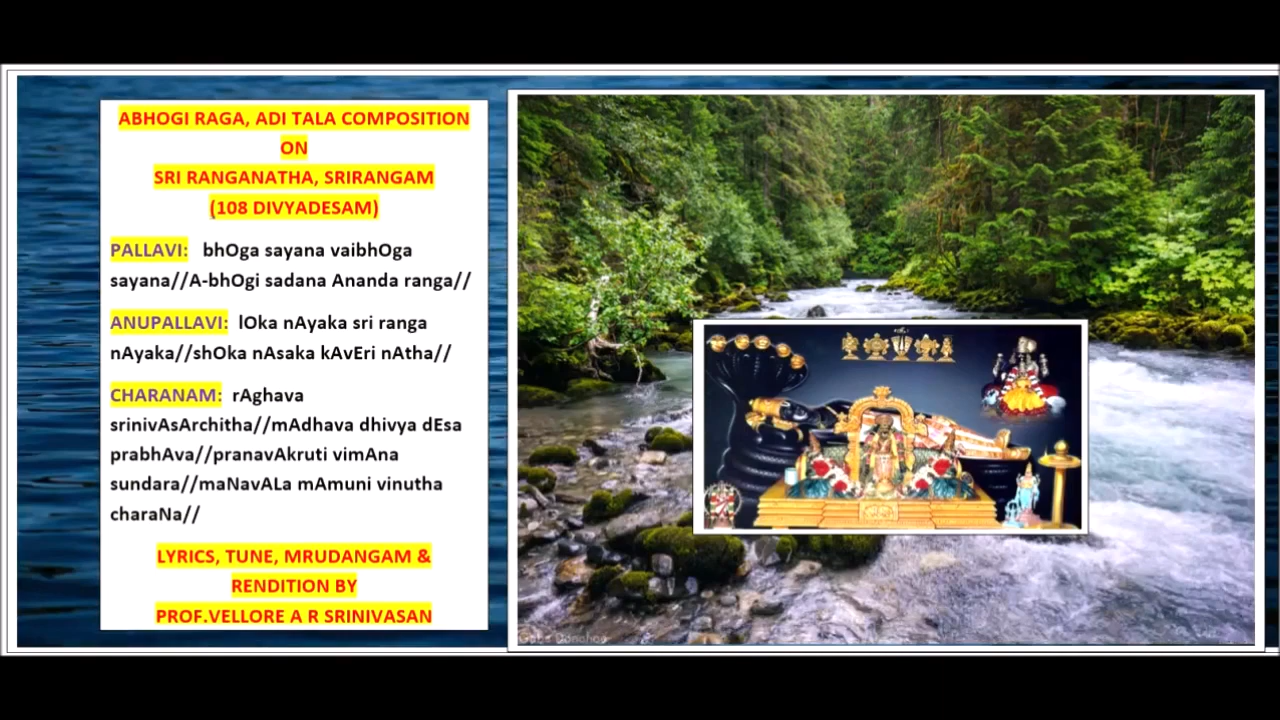 ABHOGI RAGA, ADI TALA COMPOSITION
ON
SRI RANGANATHA, SRIRANGAM
(108 DIVYADESAM)
PALLAVI: bhOga sayana vaibhOga
sayana//A-bhOgi sadana Ananda ranga//
ANUPALLAVI: lOka nAyaka sri ranga
nAyaka//shOka nAsaka kAvEri nAtha//
CHARANAM: rAghava
srinivAsArchitha//mAdhava dhivya dEsa
prabhAva//pranavAkruti vimAna
sundara//maNavALa mAmuni vinutha
charaNa//
LYRICS, TUNE, MRUDANGAM &
RENDITION BY
PROF.VELLORE A R SRINIVASAN